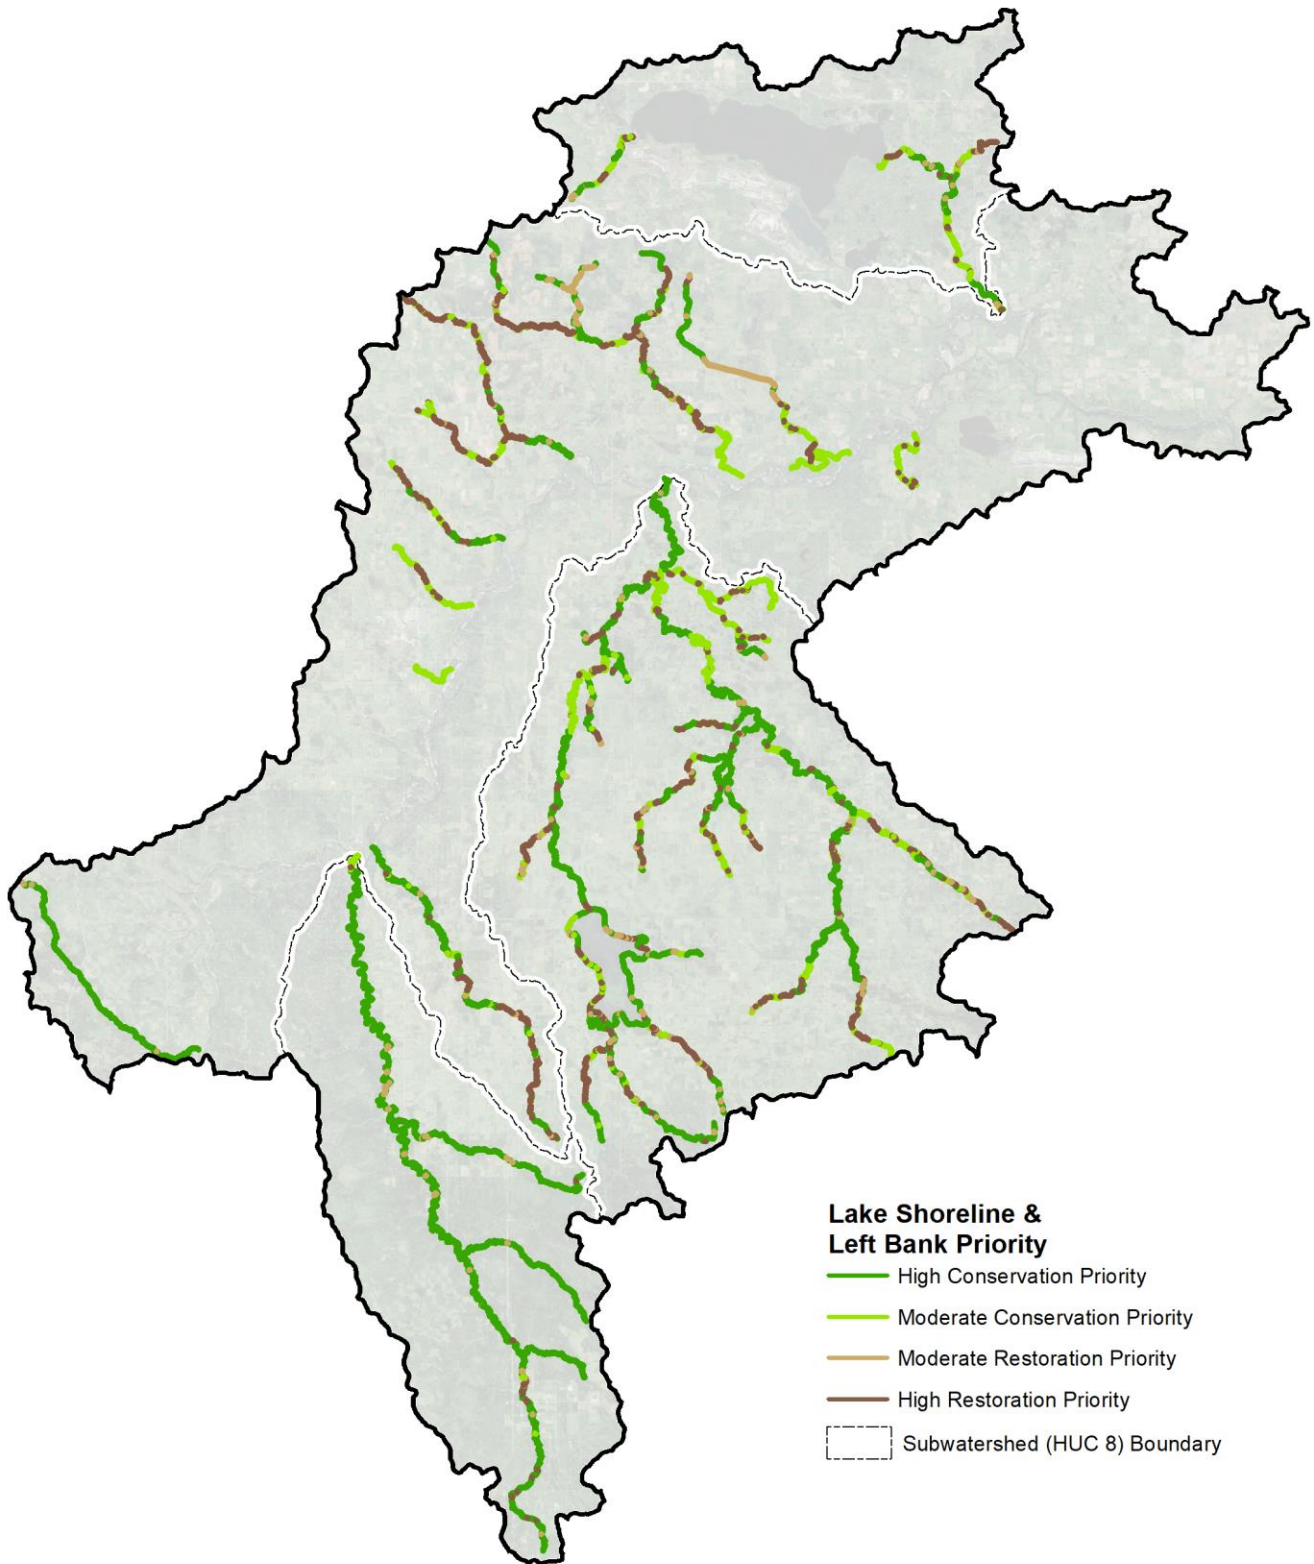 Lake Shoreline &
Left Bank Priority
High Conservation Priority
Moderate Conservation Priority
Moderate Restoration Priority
High Restoration Priority
Subwatershed (HUC 8) Boundary